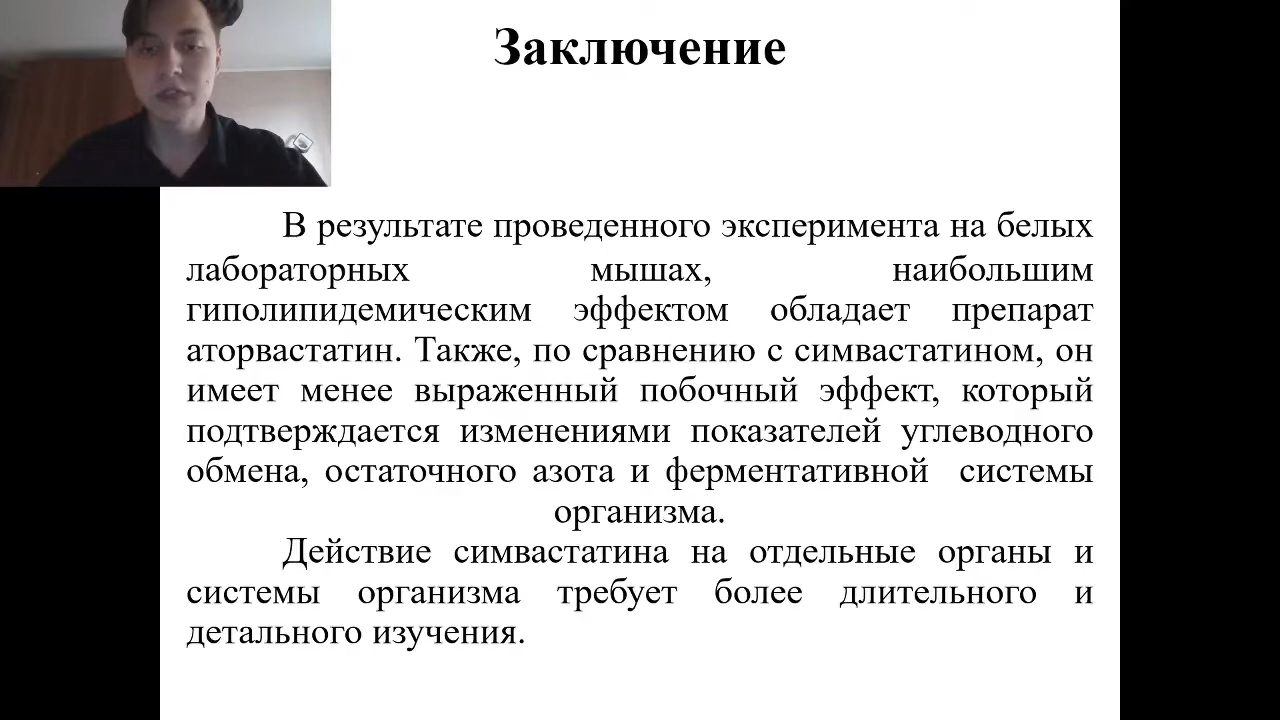 Заключение
В результате проведенного эксперимента на белых
лабораторных мышах, наибольшим
гиполипидемическим эффектом обладает препарат
аторвастатин. Также, по сравнению с симвастатином, он
имеет менее выраженный побочный эффект, который
подтверждается изменениями показателей углеводного
обмена, остаточного азота и ферментативной системы
организма.
Действие симвастатина на отдельные органы и
системы организма требует более длительного и
детального изучения.